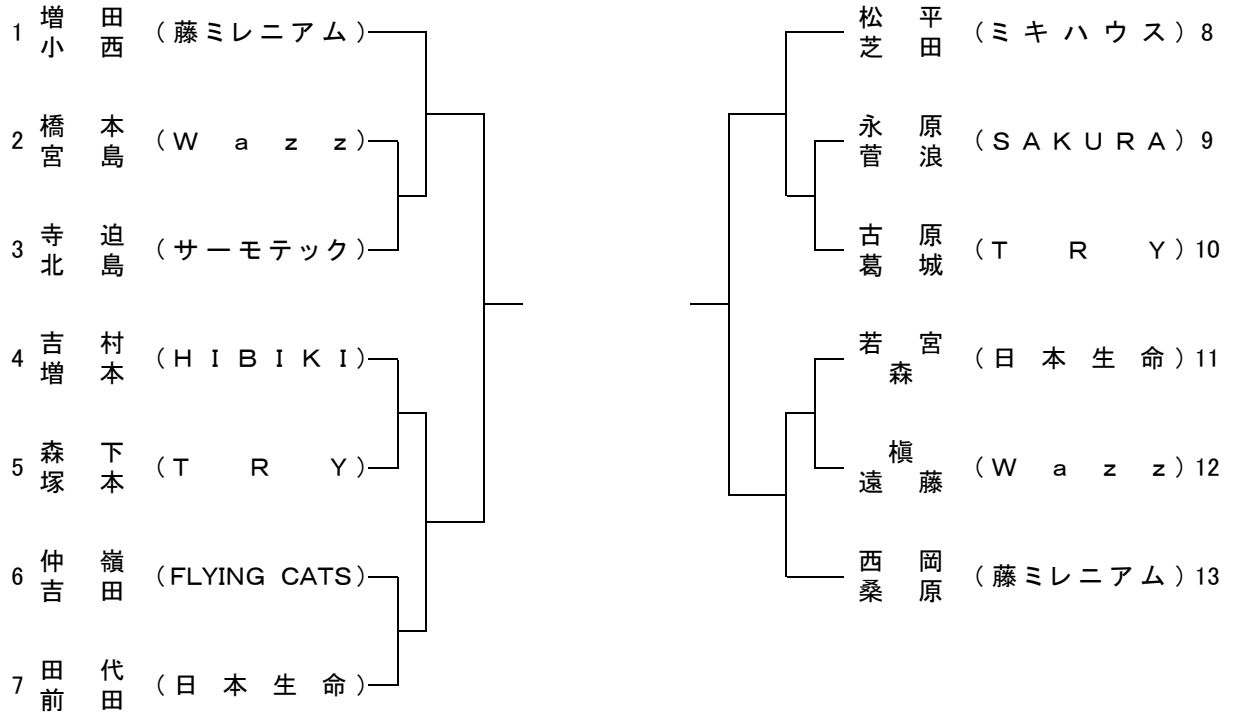 1 増田 (藤ミレニアム)
小西
2 橋本 (Wazz)
宮島
3 寺迫 (サーモテック)
北島
4 吉村 (HIBIKI)
増本
5 森下 (TRY)
塚本
6 仲嶺 (FLYING CATS)
吉田
7 田代 (日本生命)
前田
松平 (ミキハウス) 8
芝田
永原 (SAKURA) 9
菅浪
古原 (TRY) 10
葛城
若宮 (日本生命) 11
森
槇 (Wazz) 12
遠藤
西岡 (藤ミレニアム) 13
桑原